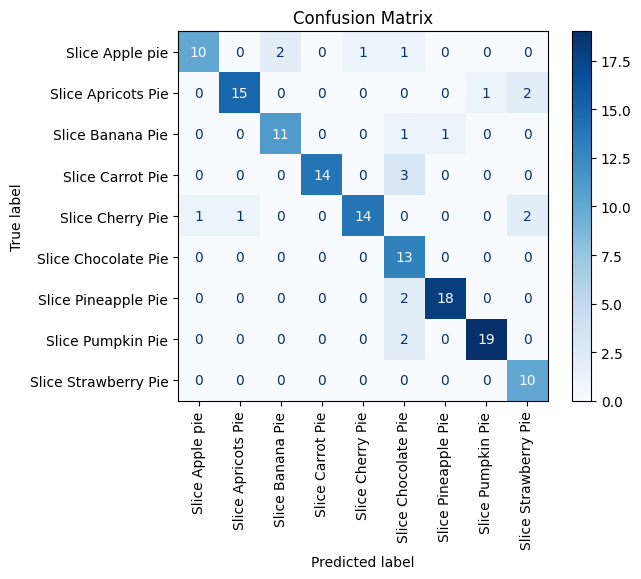 Confusion Matrix
True label
Slice Apple pie 10 0 2 0 1 1 0 0 0
Slice Apricots Pie 0 15 0 0 0 0 0 1 2
Slice Banana Pie 0 0 11 0 0 1 1 0 0
Slice Carrot Pie 0 0 0 14 0 3 0 0 0
Slice Cherry Pie 1 1 0 0 14 0 0 0 2
Slice Chocolate Pie 0 0 0 0 0 13 0 0 0
Slice Pineapple Pie 0 0 0 0 0 2 18 0 0
Slice Pumpkin Pie 0 0 0 0 0 2 0 19 0
Slice Strawberry Pie 0 0 0 0 0 0 0 0 10
Slice Apple pie
Slice Apricots Pie
Slice Banana Pie
Slice Carrot Pie
Slice Cherry Pie
Slice Chocolate Pie
Slice Pineapple Pie
Slice Pumpkin Pie
Slice Strawberry Pie
Predicted label
17.5
15.0
12.5
10.0
7.5
5.0
2.5
0.0